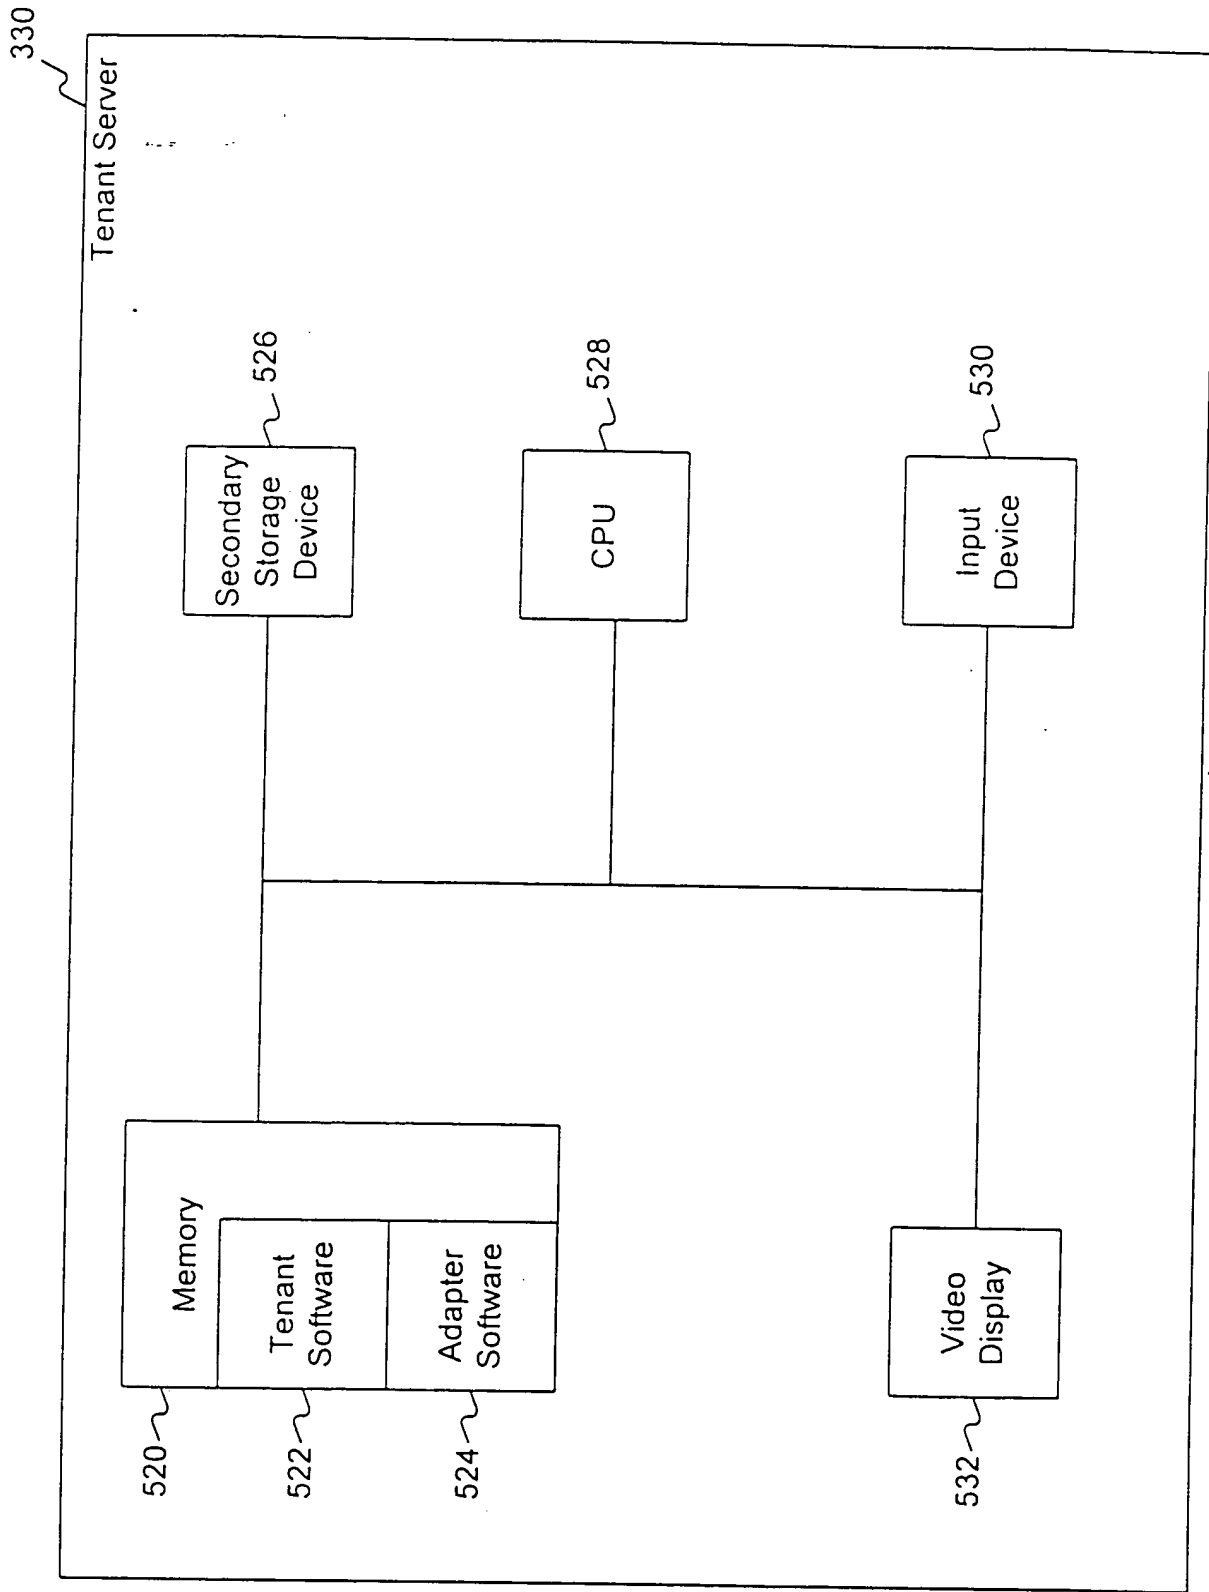 330
Tenant Server
520
Memory
522
Tenant
Software
524
Adapter
Software
Secondary
Storage
Device
526
CPU
528
532
Video
Display
Input
Device
530